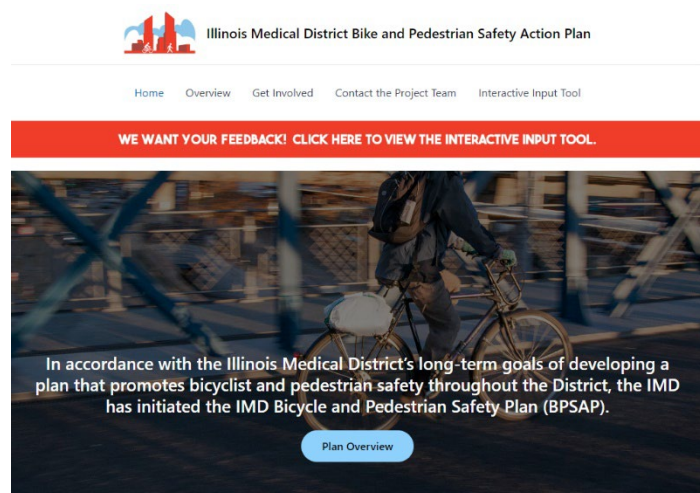 Illinois Medical District Bike and Pedestrian Safety Action Plan
Home Overview Get Involved Contact the Project Team Interactive Input Tool
WE WANT YOUR FEEDBACK! CLICK HERE TO VIEW THE INTERACTIVE INPUT TOOL.
In accordance with the Illinois Medical District's long-term goals of developing a
plan that promotes bicyclist and pedestrian safety throughout the District, the IMD
has initiated the IMD Bicycle and Pedestrian Safety Plan (BPSAP).
Plan Overview